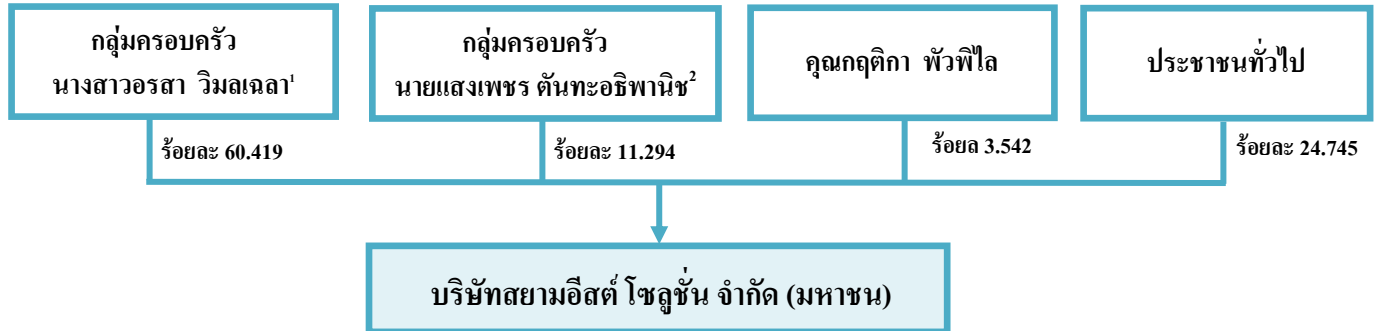 กลุ่มครอบครัว
นางสาวอรสา วิมลเฉลา¹
กลุ่มครอบครัว
นายแสงเพชร ตันทะอธิพานิช²
คุณกฤติกา พัวพิไล
ประชาชนทั่วไป
ร้อยละ 60.419
ร้อยละ 11.294
ร้อยล 3.542
ร้อยละ 24.745
บริษัทสยามอีสต์ โซลูชั่น จำกัด (มหาชน)